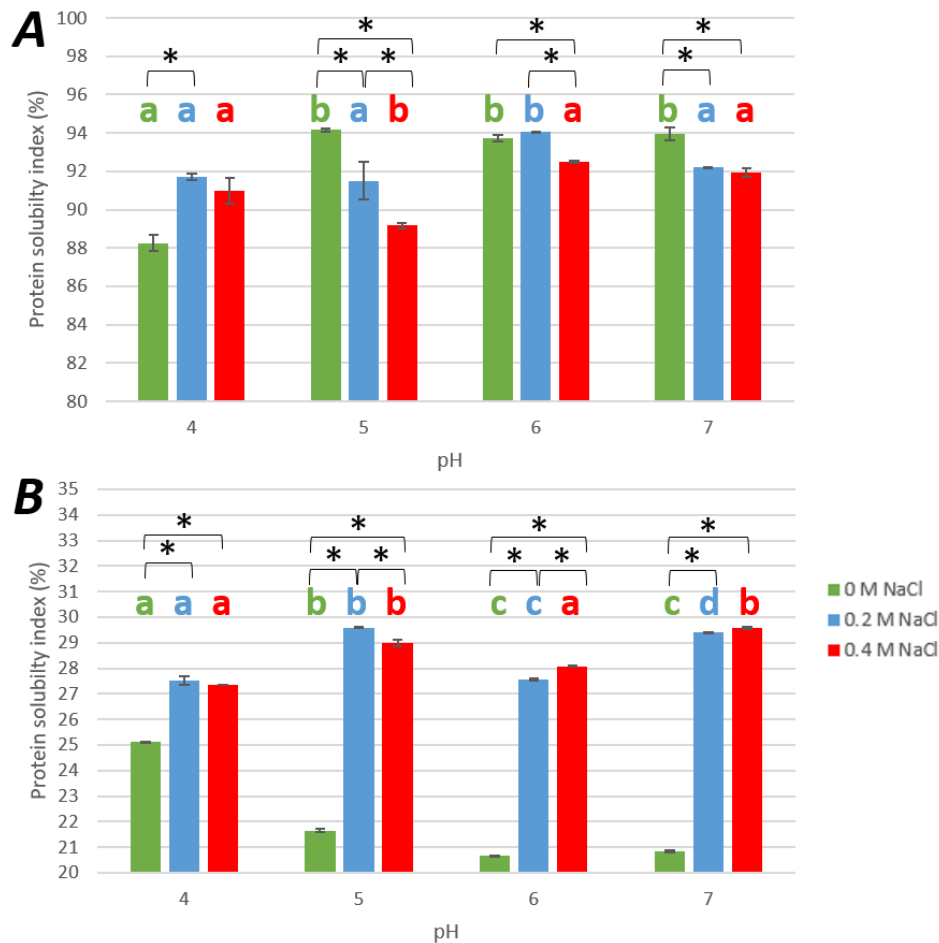 A
Protein solubilty index (%)
100
98
96
94
92
90
88
86
84
82
80
* * * * * * * * *
a a a b a b b b a b a a
4 5 6 7
pH
B
Protein solubility index (%)
35
34
33
32
31
30
29
28
27
26
25
24
23
22
21
20
* * * * * * * * * *
a a a b b b c c a c d b
4 5 6 7
pH
0 M NaCl
0.2 M NaCl
0.4 M NaCl